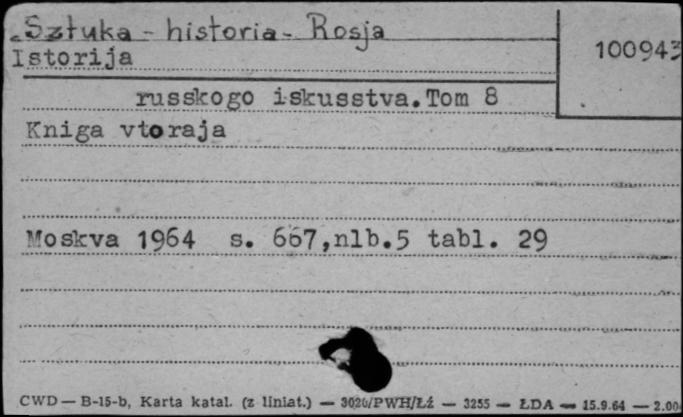 Sztuka - historia - Rosja
Istorija
100943
russkogo iskusstva.Tom 8
Kniga vtoraja
Moskva 1964 s. 667,nlb.5 tabl. 29
CWD — B-15-b, Karta katal. (z liniat.) — 3020/PWH/Łź — 3255 — ŁDA — 15.9.64 — 2.00